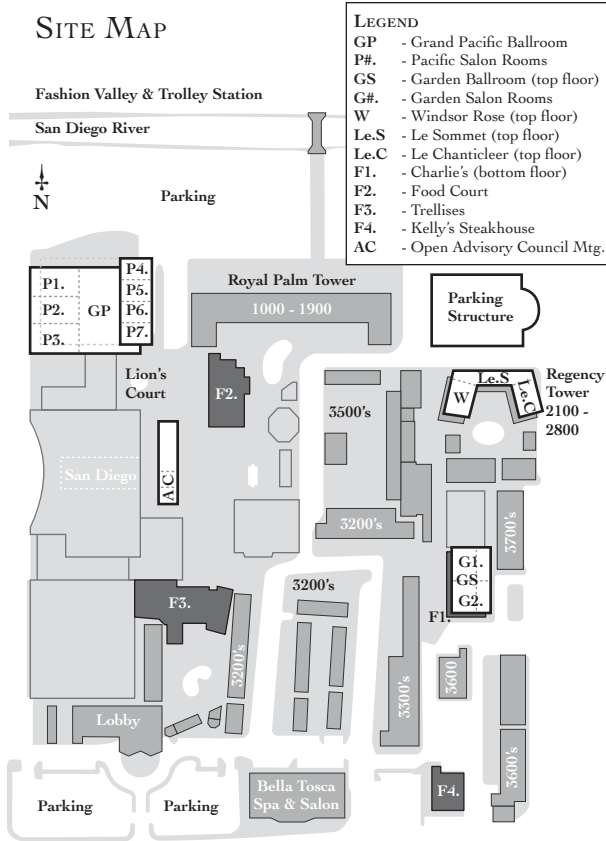 SITE MAP
LEGEND
GP - Grand Pacific Ballroom
P#. - Pacific Salon Rooms
GS - Garden Ballroom (top floor)
G#. - Garden Salon Rooms
W - Windsor Rose (top floor)
Le.S - Le Sommet (top floor)
Le.C - Le Chanticleer (top floor)
F1. - Charlie's (bottom floor)
F2. - Food Court
F3. - Trellises
F4. - Kelly's Steakhouse
AC - Open Advisory Council Mtg.
Fashion Valley & Trolley Station
San Diego River
N
Parking
P1.
P2.
P3.
GP
P4.
P5.
P6.
P7.
Royal Palm Tower
1000 - 1900
Parking
Structure
Lion's
Court
F2.
3500's
Le.S
W
Le.C
Regency
Tower
2100 -
2800
San Diego
AC
3200's
3700's
G1.
GS
G2.
F1.
F3.
3200's
3200's
3300's
3600
3600's
Lobby
Parking
Parking
Bella Tosca
Spa & Salon
F4.